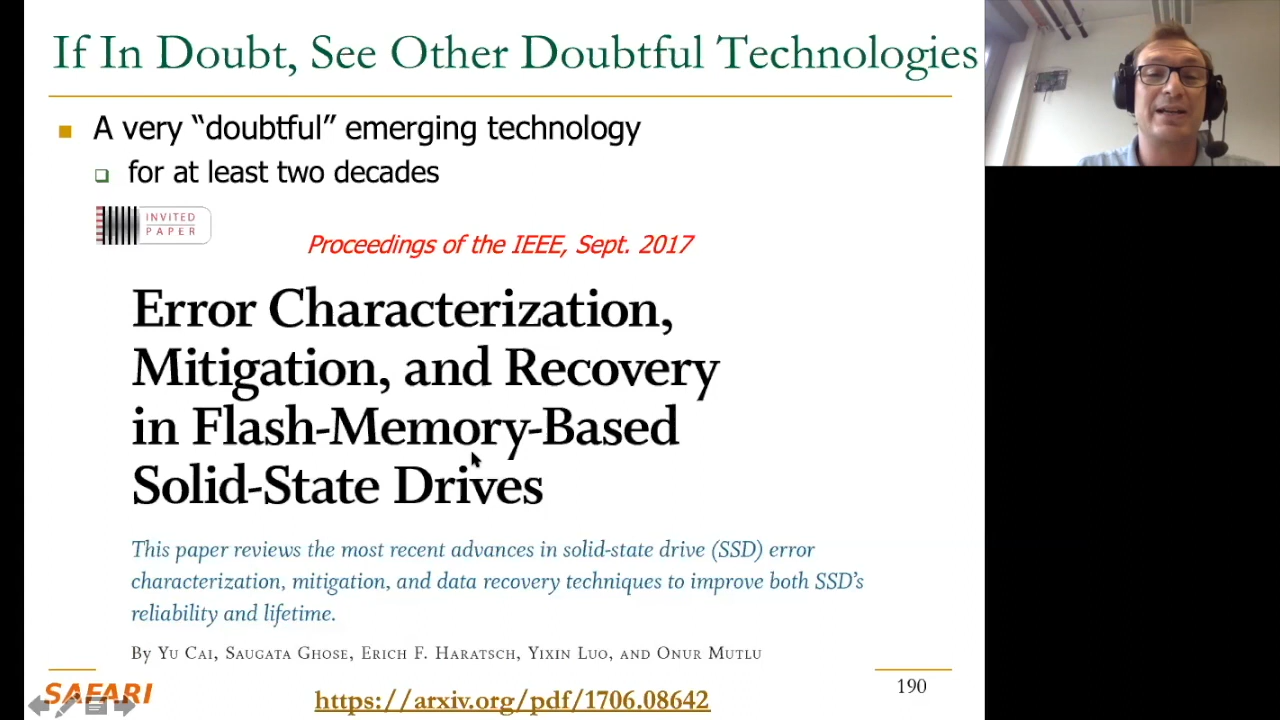 If In Doubt, See Other Doubtful Technologies
A very “doubtful” emerging technology
for at least two decades
INVITED
PAPER
Proceedings of the IEEE, Sept. 2017
Error Characterization,
Mitigation, and Recovery
in Flash-Memory-Based
Solid-State Drives
This paper reviews the most recent advances in solid-state drive (SSD) error
characterization, mitigation, and data recovery techniques to improve both SSD’s
reliability and lifetime.
By Yu Cai, Saugata Ghose, Erich F. Haratsch, Yixin Luo, and Onur Mutlu
SAFARI
https://arxiv.org/pdf/1706.08642
190